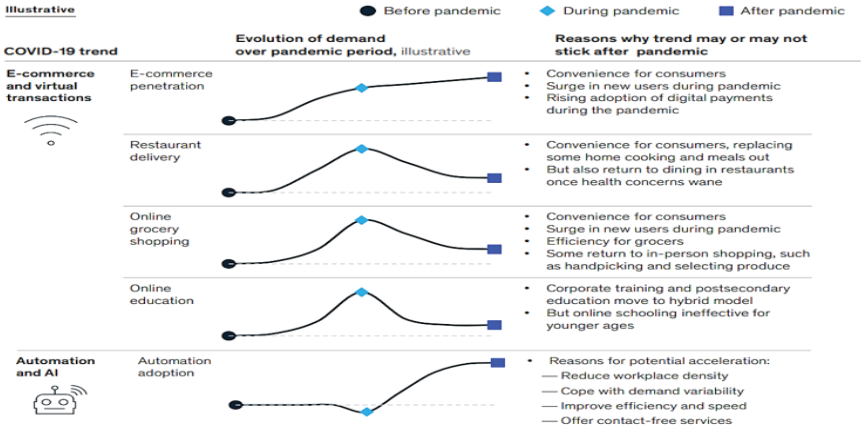 Illustrative
Before pandemic
During pandemic
After pandemic
COVID-19 trend
Evolution of demand
over pandemic period, illustrative
Reasons why trend may or may not
stick after pandemic
E-commerce
and virtual
transactions
E-commerce
penetration
• Convenience for consumers
• Surge in new users during pandemic
• Rising adoption of digital payments
during the pandemic
Restaurant
delivery
• Convenience for consumers, replacing
some home cooking and meals out
• But also return to dining in restaurants
once health concerns wane
Online
grocery
shopping
• Convenience for consumers
• Surge in new users during pandemic
• Efficiency for grocers
• Some return to in-person shopping, such
as handpicking and selecting produce
Online
education
• Corporate training and postsecondary
education move to hybrid model
• But online schooling ineffective for
younger ages
Automation
and AI
Automation
adoption
• Reasons for potential acceleration:
— Reduce workplace density
— Cope with demand variability
— Improve efficiency and speed
— Offer contact-free services